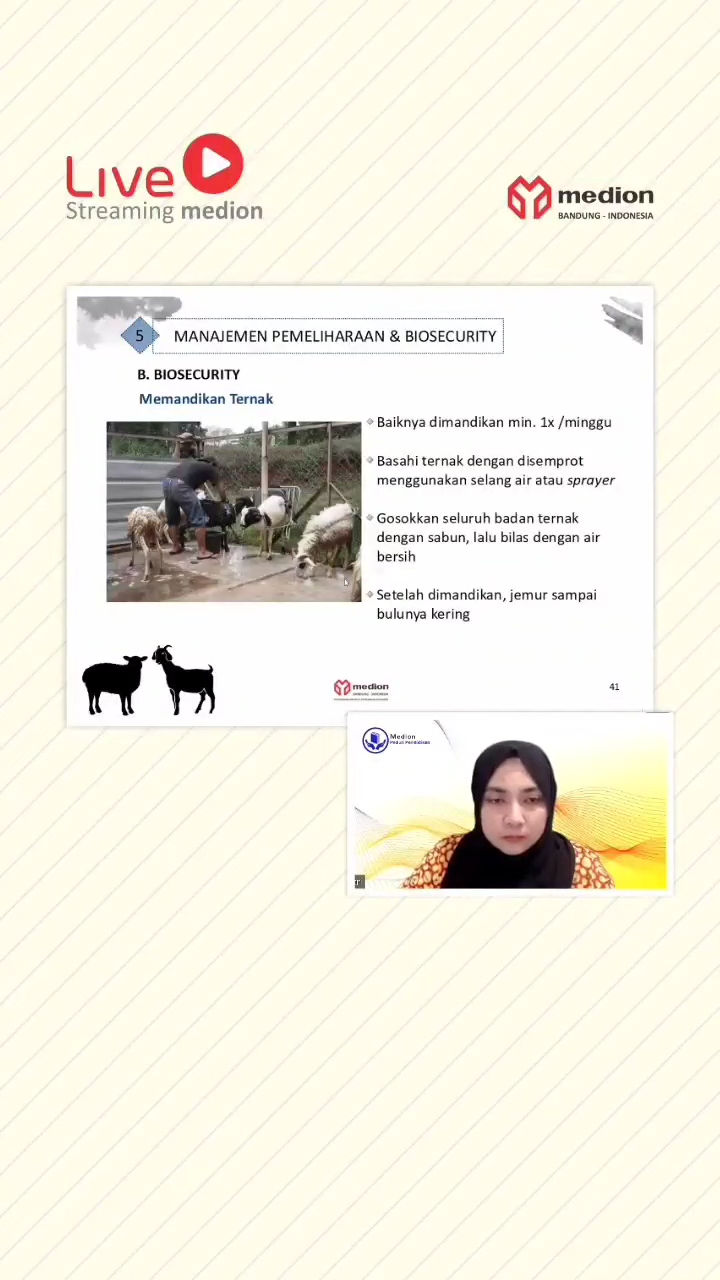 Live
Streaming medion
medion
BANDUNG - INDONESIA
5
MANAJEMEN PEMELIHARAAN & BIOSECURITY
B. BIOSECURITY
Memandikan Ternak
Baiknya dimandikan min. 1x /minggu
Basahi ternak dengan disemprot
menggunakan selang air atau sprayer
Gosokkan seluruh badan ternak
dengan sabun, lalu bilas dengan air
bersih
Setelah dimandikan, jemur sampai
bulunya kering
medion
41
Medion
Peduli Pendidikan